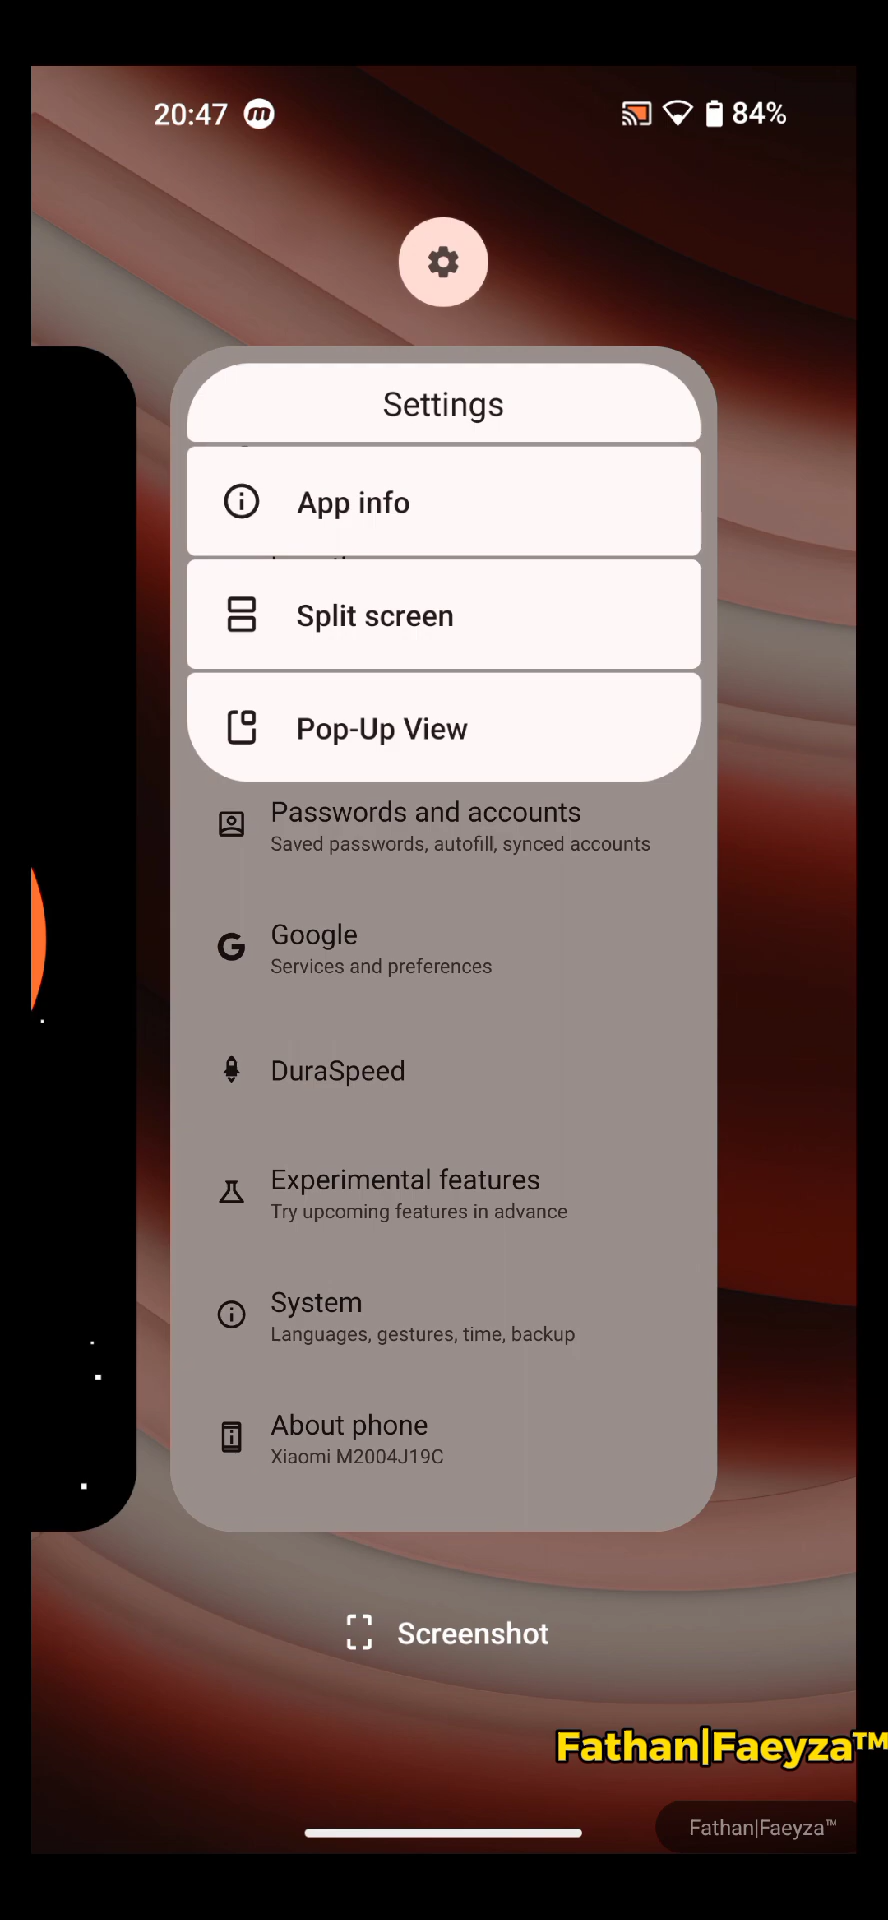 20:47 m 84%
Settings
App info
Split screen
Pop-Up View
Passwords and accounts
Saved passwords, autofill, synced accounts
Google
Services and preferences
DuraSpeed
Experimental features
Try upcoming features in advance
System
Languages, gestures, time, backup
About phone
Xiaomi M2004J19C
Screenshot
Fathan|Faeyza™
Fathan|Faeyza™